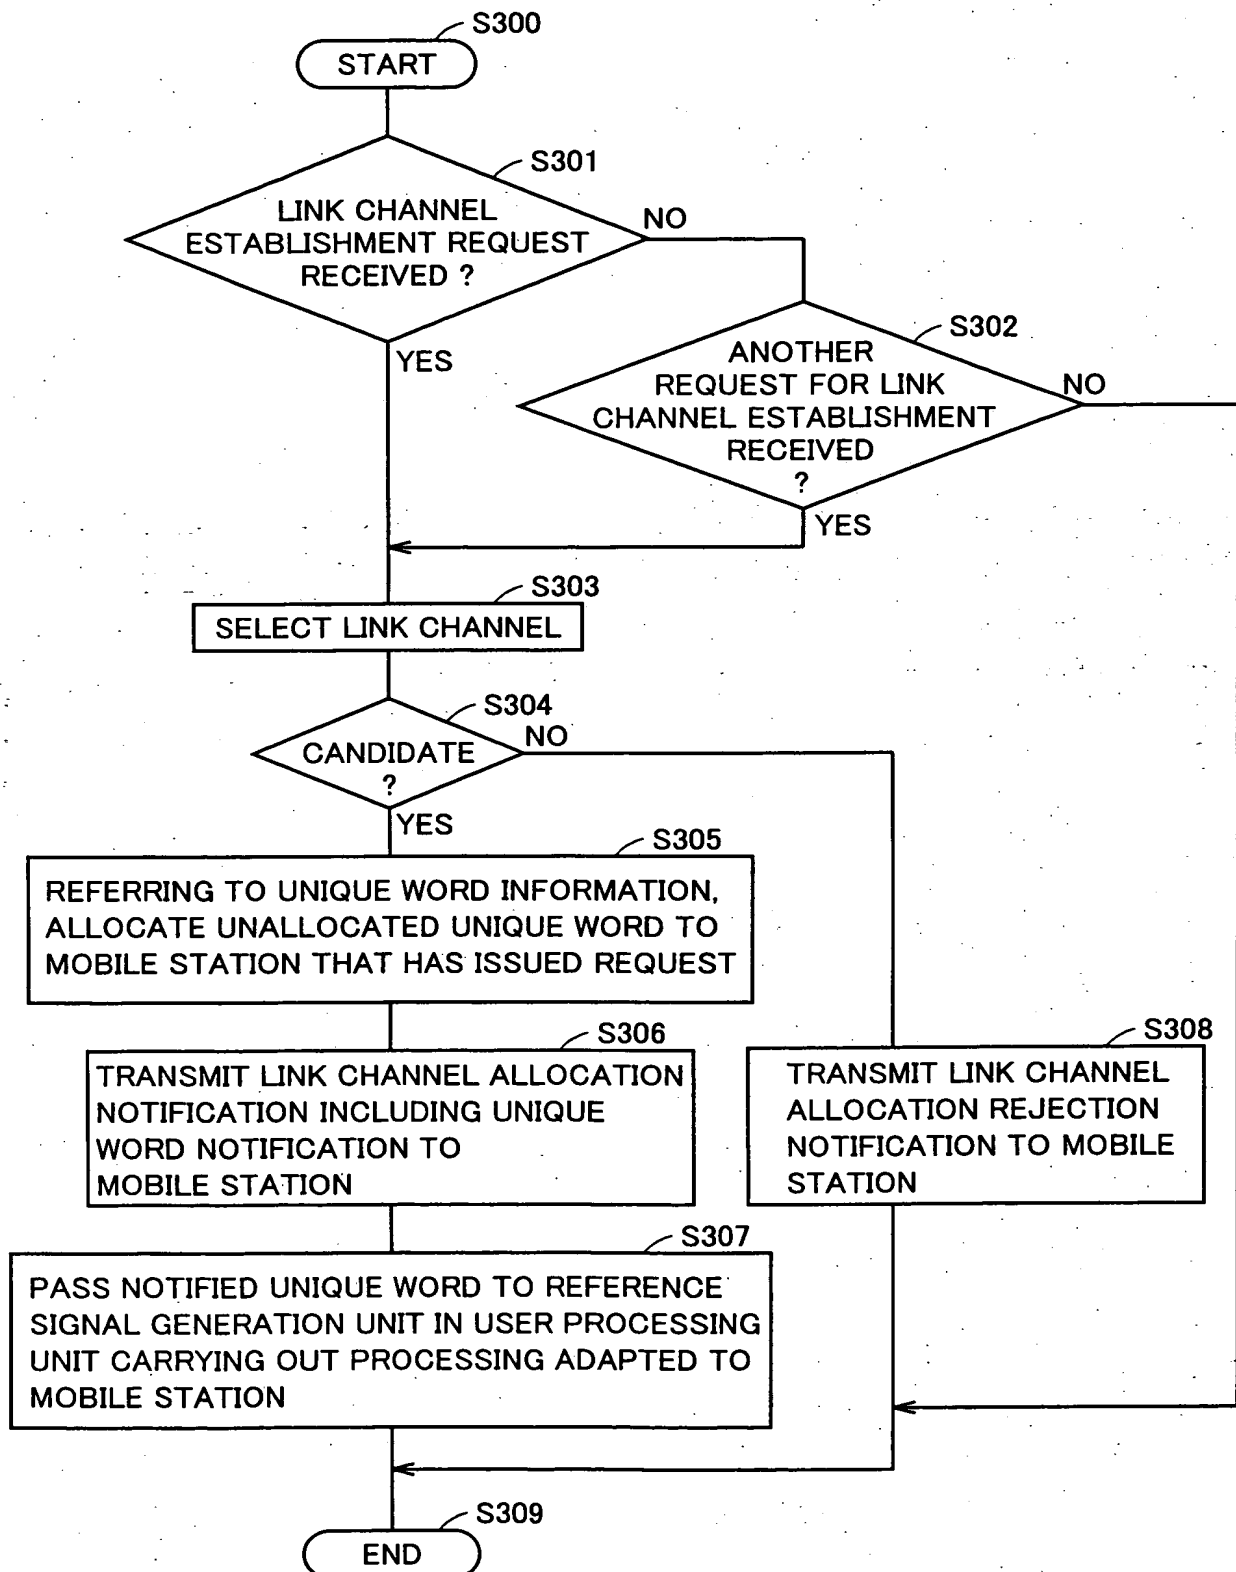 S300
START
S301
LINK CHANNEL
ESTABLISHMENT REQUEST
RECEIVED ?
NO
YES
S302
ANOTHER
REQUEST FOR LINK
CHANNEL ESTABLISHMENT
RECEIVED
?
NO
YES
S303
SELECT LINK CHANNEL
S304
CANDIDATE
?
NO
YES
S305
REFERRING TO UNIQUE WORD INFORMATION,
ALLOCATE UNALLOCATED UNIQUE WORD TO
MOBILE STATION THAT HAS ISSUED REQUEST
S306
TRANSMIT LINK CHANNEL ALLOCATION
NOTIFICATION INCLUDING UNIQUE
WORD NOTIFICATION TO
MOBILE STATION
S308
TRANSMIT LINK CHANNEL
ALLOCATION REJECTION
NOTIFICATION TO MOBILE
STATION
S307
PASS NOTIFIED UNIQUE WORD TO REFERENCE
SIGNAL GENERATION UNIT IN USER PROCESSING
UNIT CARRYING OUT PROCESSING ADAPTED TO
MOBILE STATION
S309
END